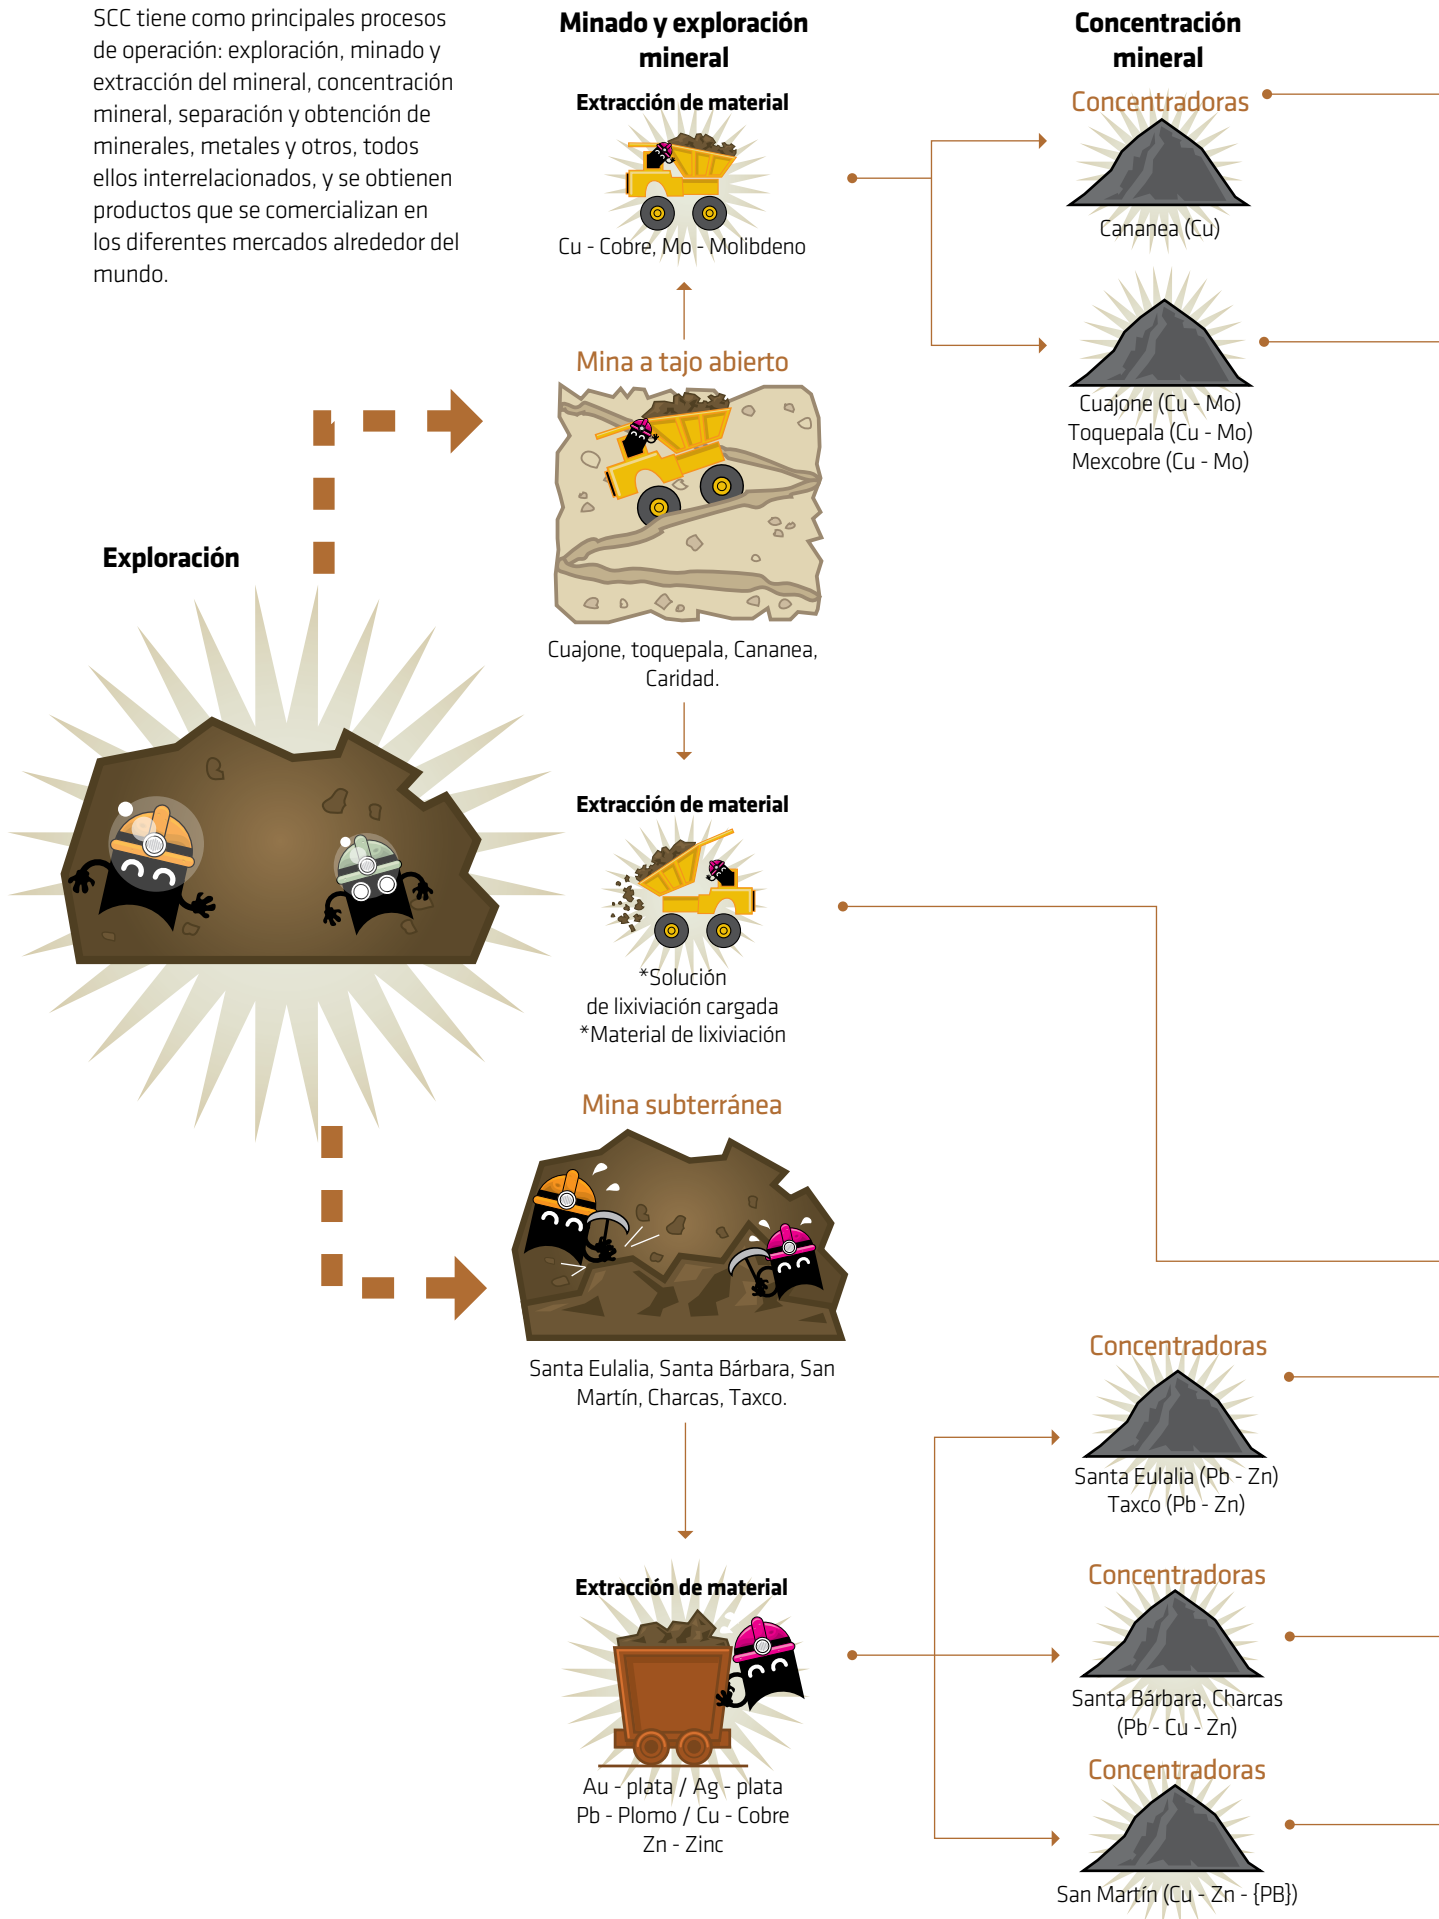 SCC tiene como principales procesos
de operación: exploración, minado y
extracción del mineral, concentración
mineral, separación y obtención de
minerales, metales y otros, todos
ellos interrelacionados, y se obtienen
productos que se comercializan en
los diferentes mercados alrededor del
mundo.
Exploración
Minado y exploración
mineral
Extracción de material
Cu - Cobre, Mo - Molibdeno
Mina a tajo abierto
Cuajone, toquepala, Cananea,
Caridad.
Extracción de material
*Solución
de lixiviación cargada
*Material de lixiviación
Mina subterránea
Santa Eulalia, Santa Bárbara, San
Martín, Charcas, Taxco.
Extracción de material
Au - plata / Ag - plata
Pb - Plomo / Cu - Cobre
Zn - Zinc
Concentración
mineral
Concentradoras
Cananea (Cu)
Cuajone (Cu - Mo)
Toquepala (Cu - Mo)
Mexcobre (Cu - Mo)
Concentradoras
Santa Eulalia (Pb - Zn)
Taxco (Pb - Zn)
Concentradoras
Santa Bárbara, Charcas
(Pb - Cu - Zn)
Concentradoras
San Martín (Cu - Zn - {PB})